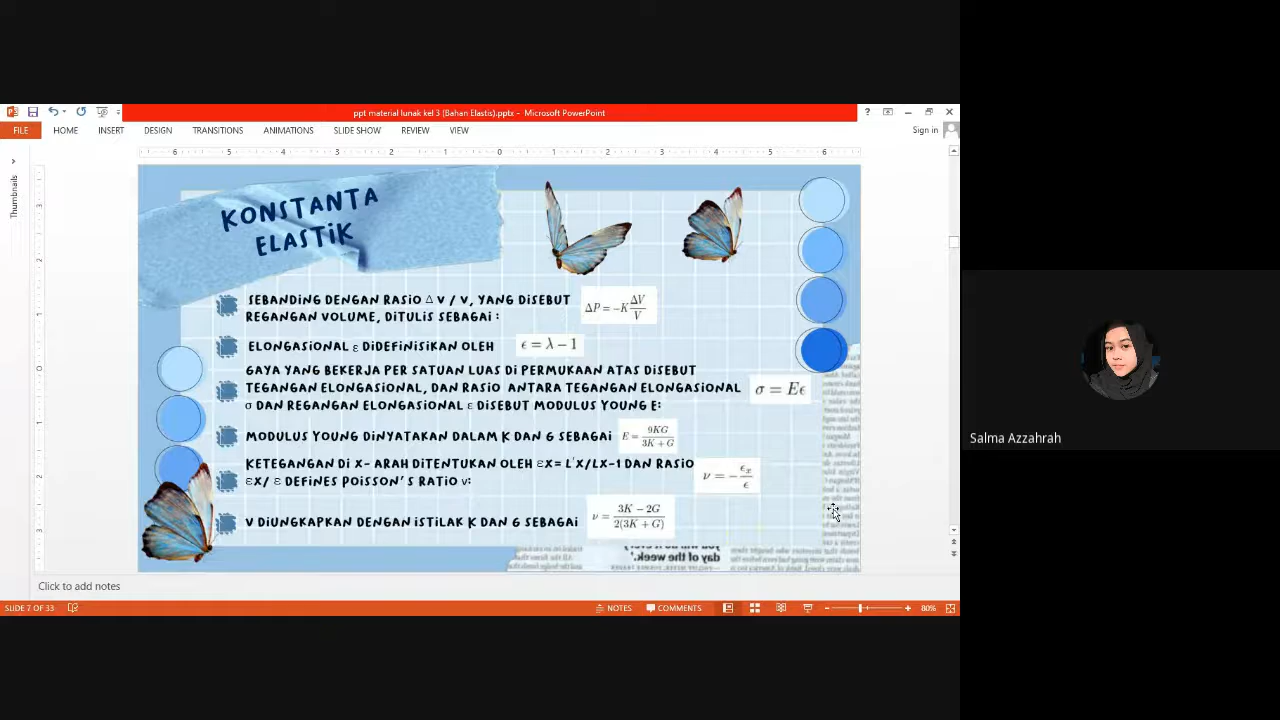 ppt material lunak kel 3 (Bahan Elastis).pptx - Microsoft PowerPoint
FILE HOME INSERT DESIGN TRANSITIONS ANIMATIONS SLIDE SHOW REVIEW VIEW
Sign in
Thumbnails
KONSTANTA
ELASTIK
SEBANDING DENGAN RASIO Δ V / V, YANG DISEBUT
REGANGAN VOLUME, DITULIS SEBAGAI :
ΔP = −K ΔV/V
ELONGASIONAL ε DIDEFINISIKAN OLEH
ϵ = λ − 1
GAYA YANG BEKERJA PER SATUAN LUAS DI PERMUKAAN ATAS DISEBUT
TEGANGAN ELONGASIONAL, DAN RASIO ANTARA TEGANGAN ELONGASIONAL
σ DAN REGANGAN ELONGASIONAL ε DISEBUT MODULUS YOUNG E:
σ = Eϵ
MODULUS YOUNG DINYATAKAN DALAM K DAN G SEBAGAI
E = 9KG/3K + G
KETEGANGAN DI X- ARAH DITENTUKAN OLEH εX= L'X/LX-1 DAN RASIO
εX/ ε DEFINES POISSON'S RATIO ν:
ν = − ϵx/ϵ
V DIUNGKAPKAN DENGAN ISTILAK K DAN G SEBAGAI
ν = 3K − 2G/2(3K + G)
day of the week.'
Click to add notes
SLIDE 7 OF 33
NOTES COMMENTS 80%
Salma Azzahrah